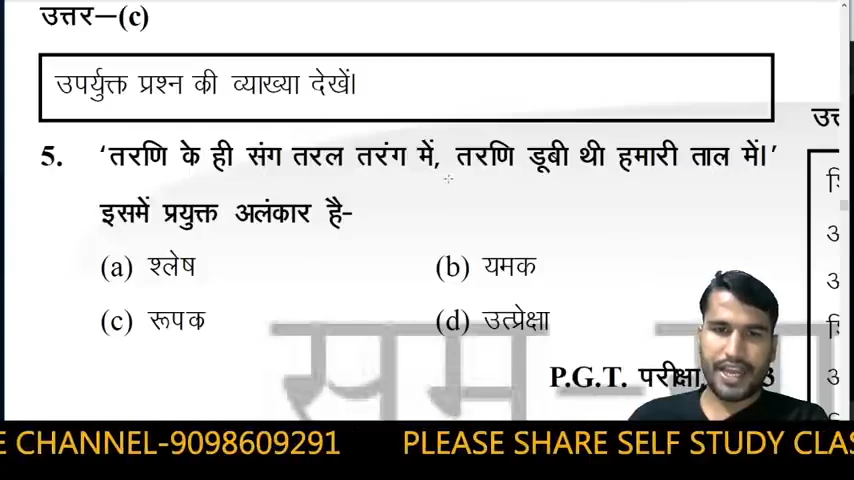 उत्तर–(c)
उपर्युक्त प्रश्न की व्याख्या देखें।
5. ‘तरणि के ही संग तरल तरंग में, तरणि डूबी थी हमारी ताल में।’
इसमें प्रयुक्त अलंकार है-
(a) श्लेष (b) यमक
(c) रूपक (d) उत्प्रेक्षा
P.G.T. परीक्षा,
CHANNEL-9098609291 PLEASE SHARE SELF STUDY